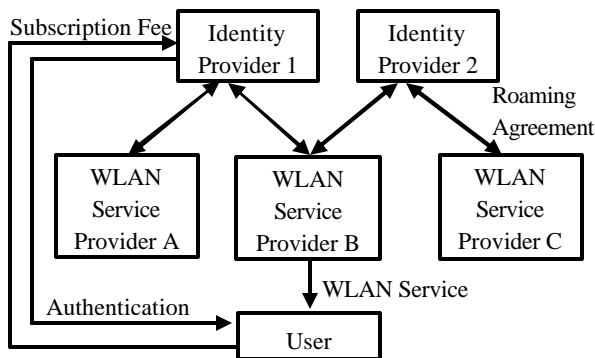 Subscription Fee
Identity
Provider 1
Identity
Provider 2
Roaming
Agreement
WLAN
Service
Provider A
WLAN
Service
Provider B
WLAN
Service
Provider C
WLAN Service
Authentication
User